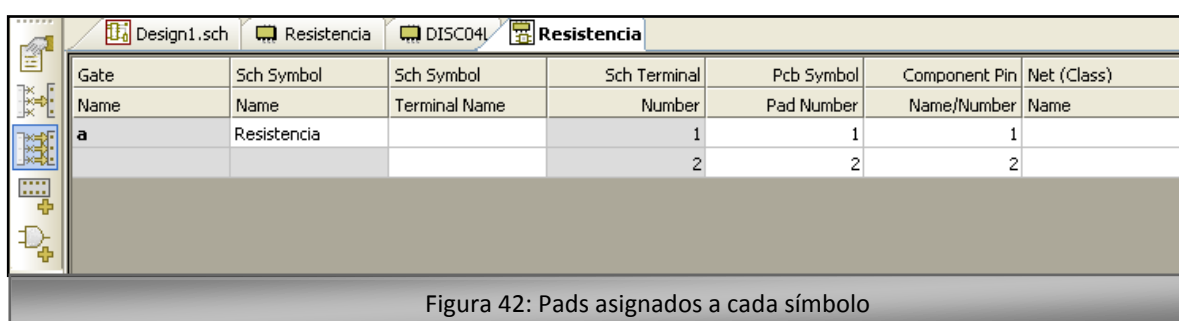 Design1.sch Resistencia DISC04L Resistencia
Gate Sch Symbol Sch Symbol Sch Terminal Pcb Symbol Component Pin Net (Class)
Name Name Terminal Name Number Pad Number Name/Number Name
a Resistencia 1 1 1
2 2 2
Figura 42: Pads asignados a cada símbolo